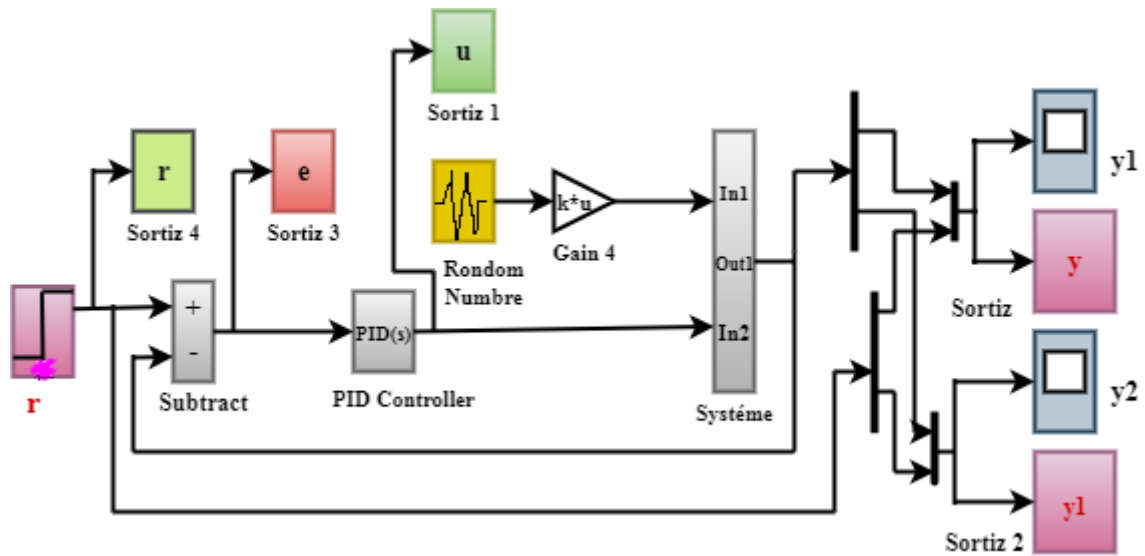 u
Sortiz 1
r
Sortiz 4
e
Sortiz 3
Rondom
Numbre
k*u
Gain 4
In1
Out1
In2
Systéme
r
+
-
Subtract
PID(s)
PID Controller
y1
y
Sortiz
y2
y1
Sortiz 2